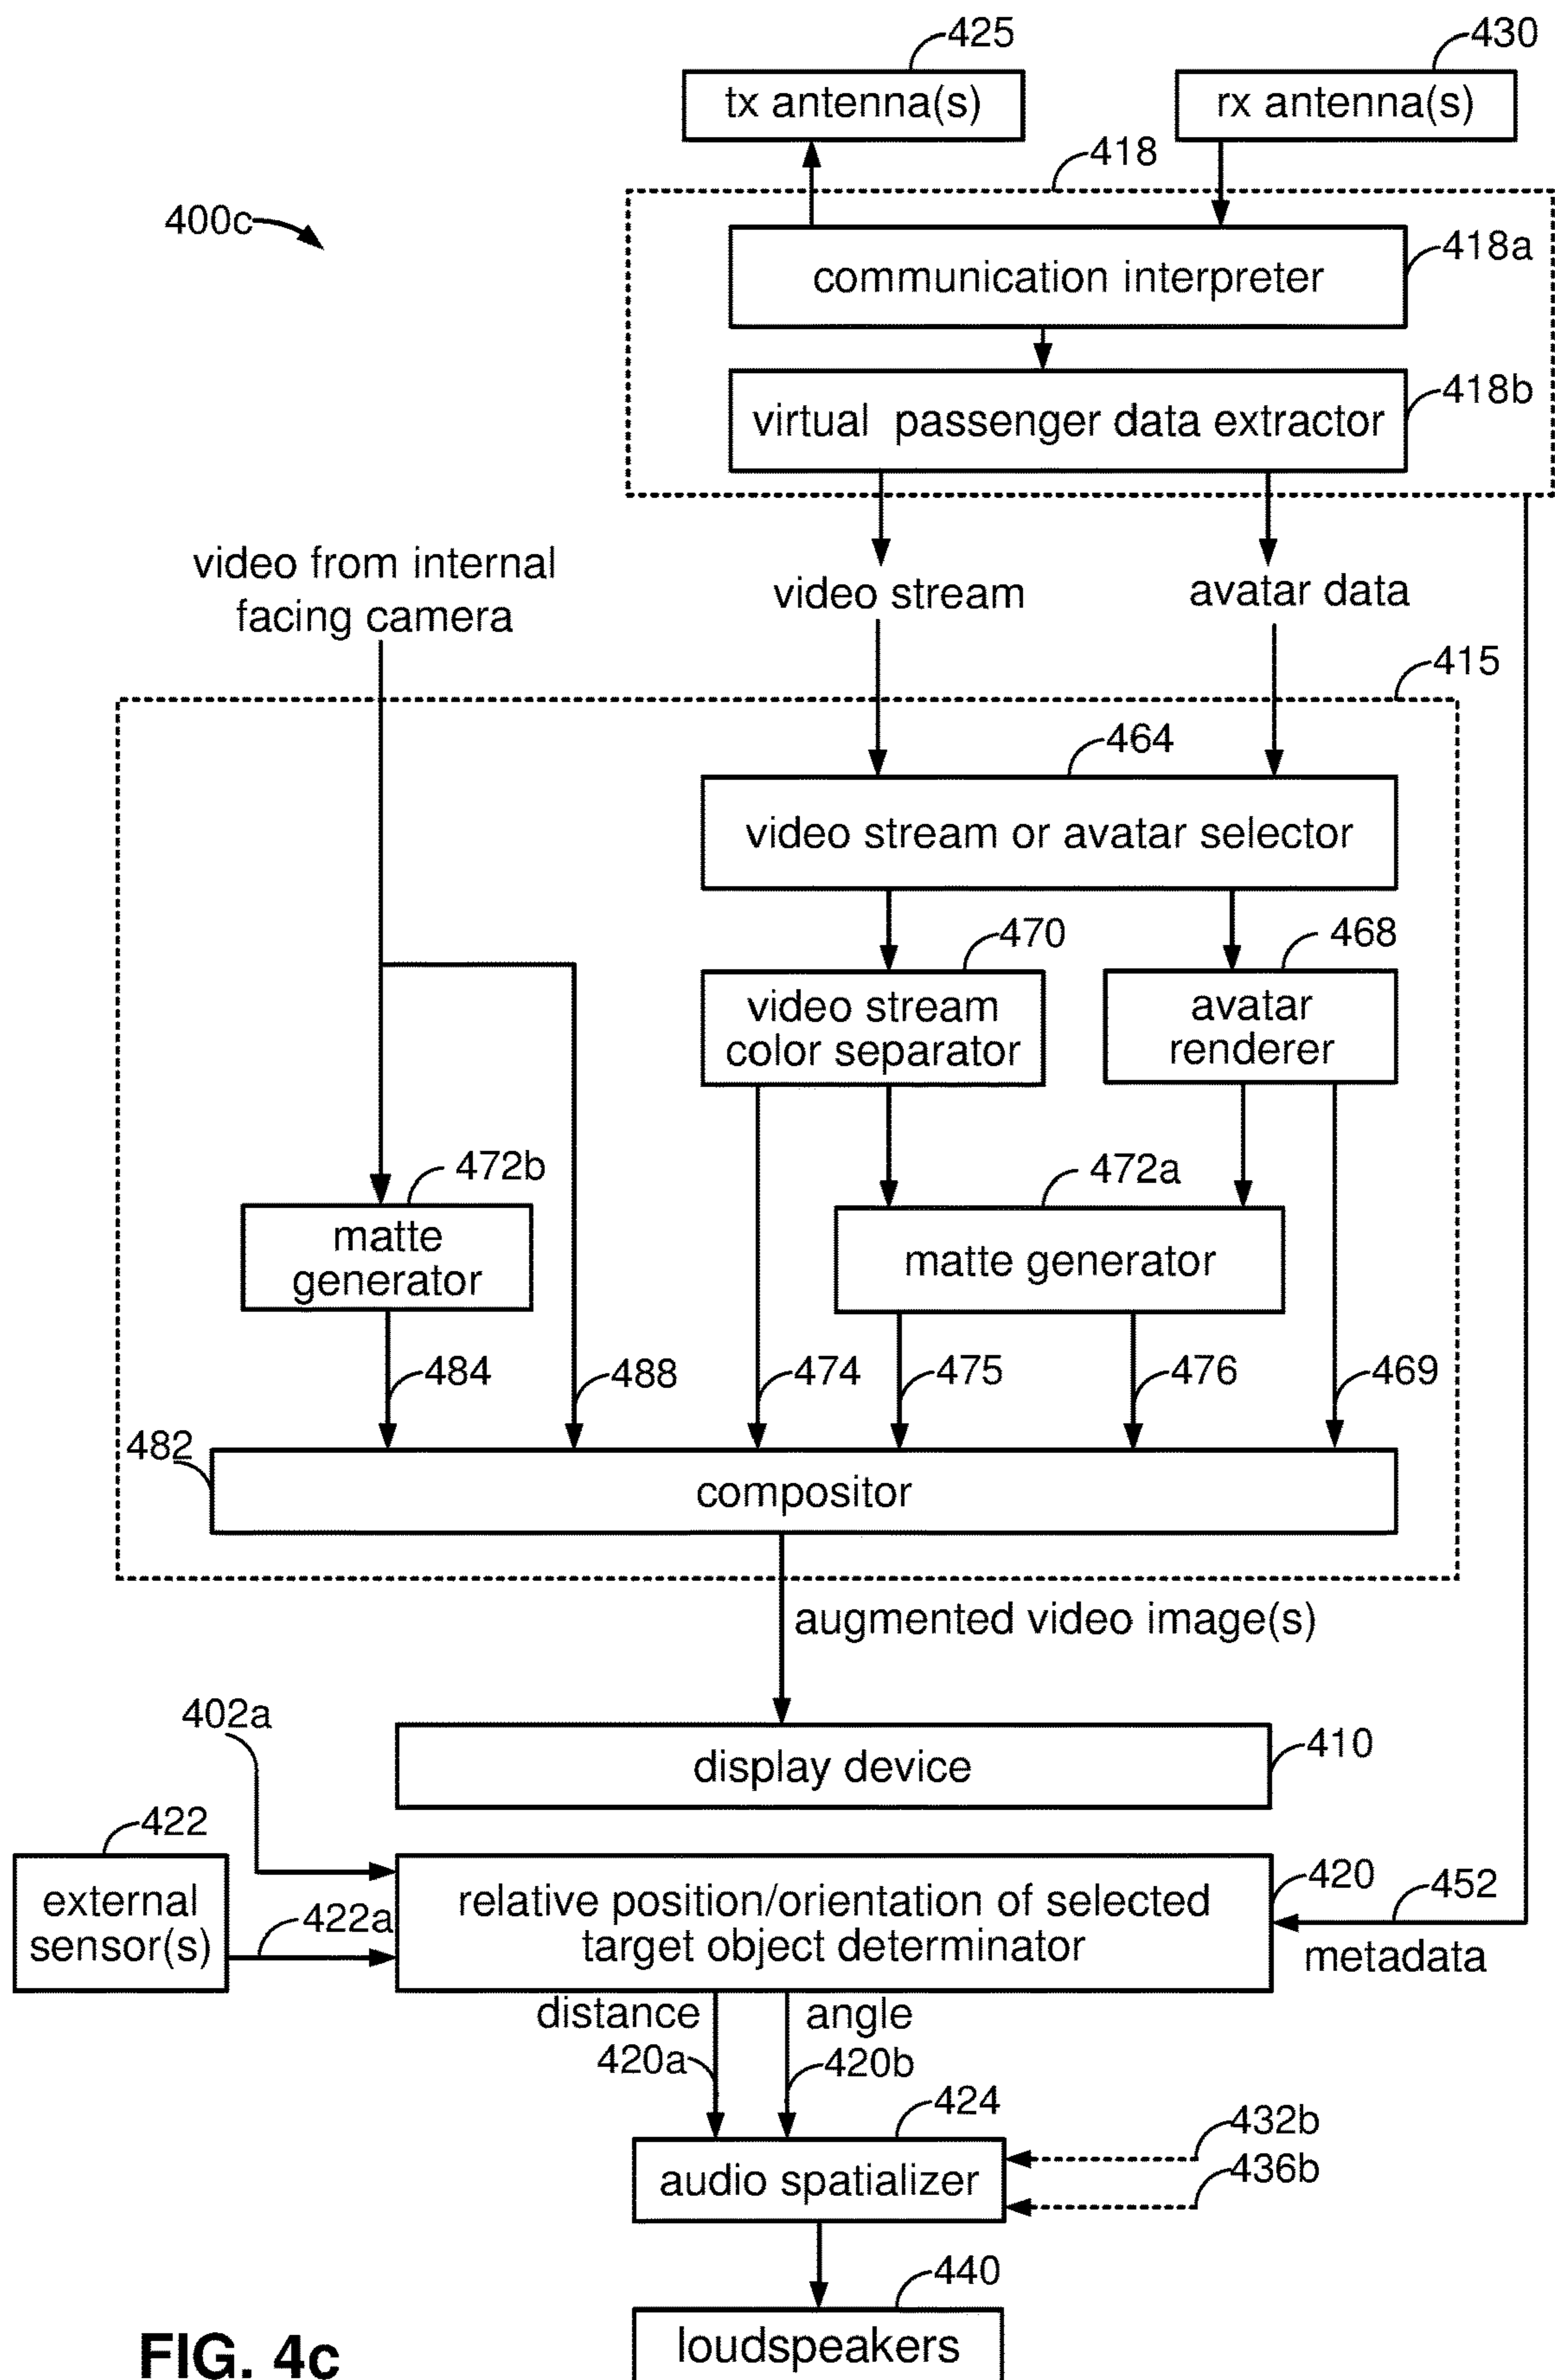 425
430
tx antenna(s)
rx antenna(s)
418
400c
418a
communication interpreter
418b
virtual passenger data extractor
video from internal
facing camera
video stream
avatar data
415
464
video stream or avatar selector
470
468
video stream
color separator
avatar
renderer
472b
472a
matte
generator
matte generator
484
488
474
475
476
469
482
compositor
augmented video image(s)
402a
410
display device
422
external
sensor(s)
422a
relative position/orientation of selected
target object determinator
420
452
metadata
distance
angle
420a
420b
424
432b
436b
audio spatializer
440
loudspeakers
FIG. 4c